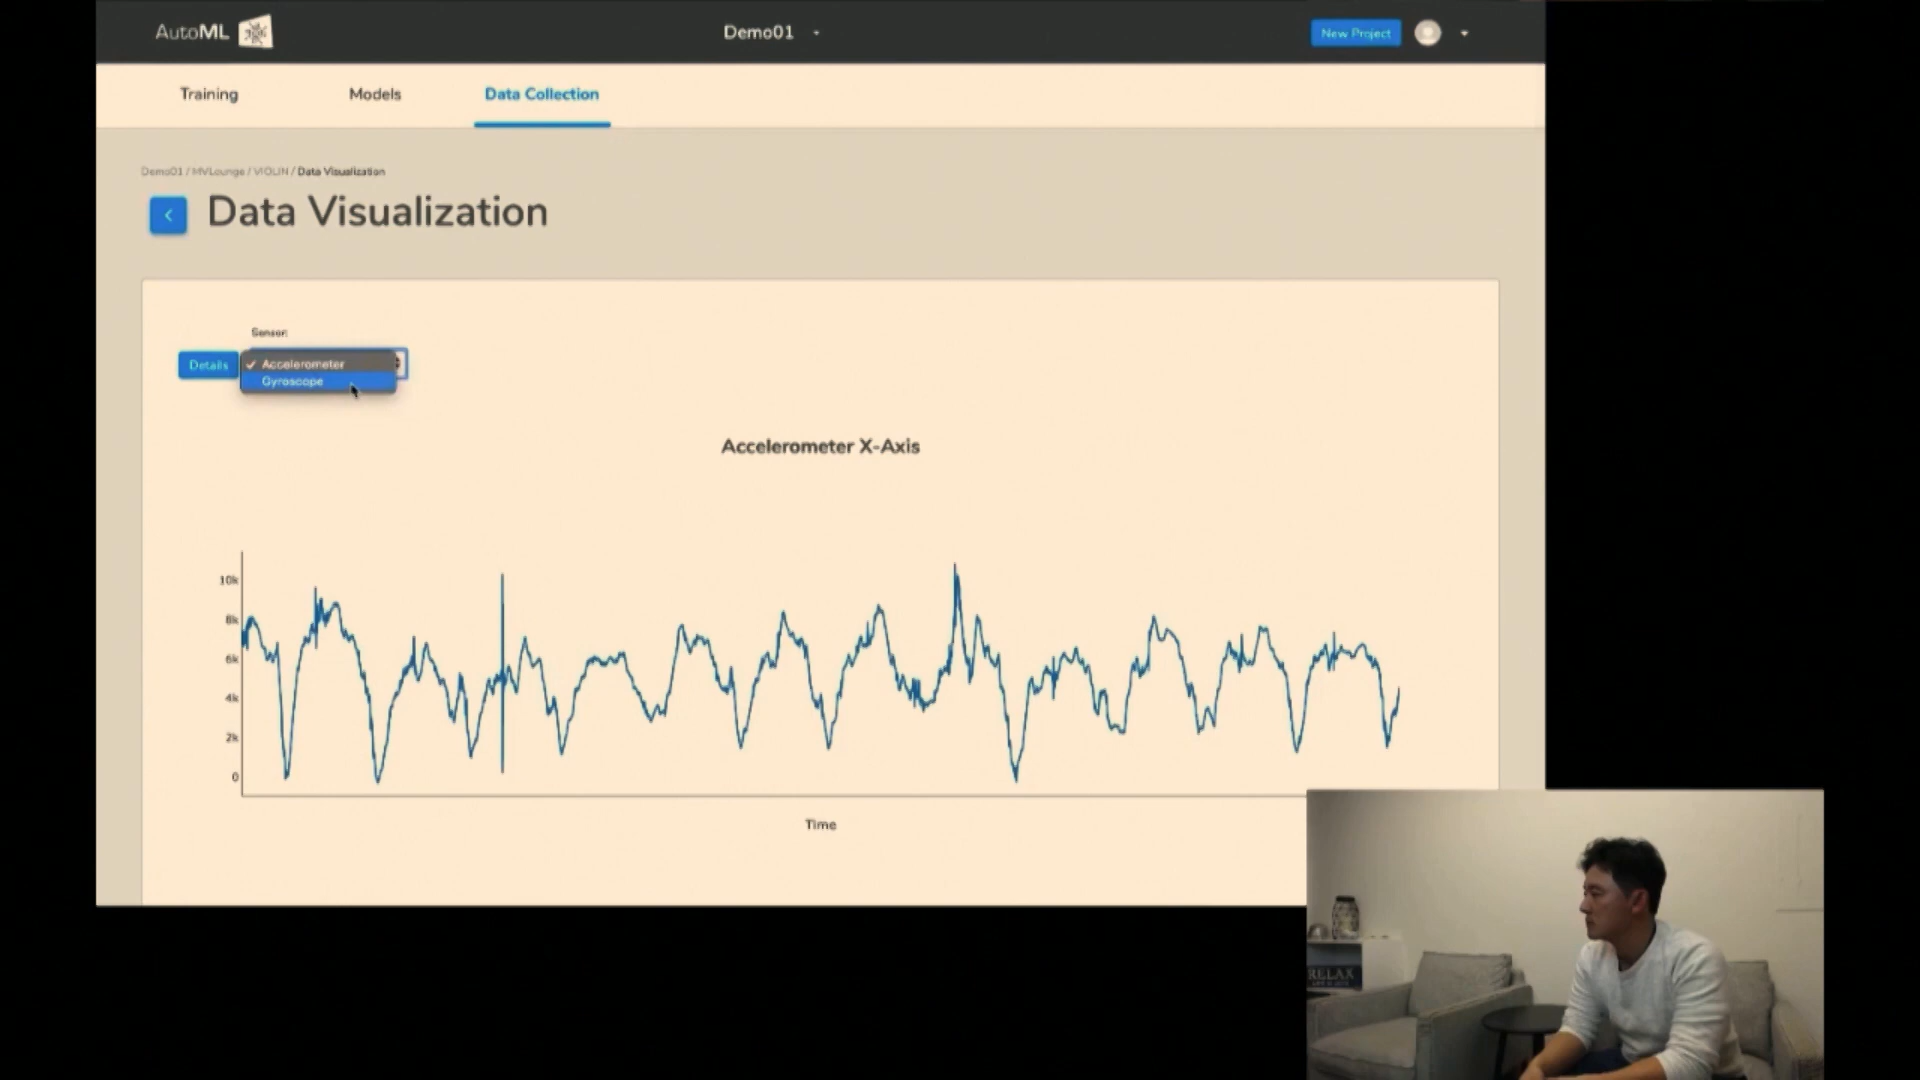 AutoML
Demo01
New Project
Training
Models
Data Collection
Demo01 / MVLounge / VIOLIN / Data Visualization
Data Visualization
Sensor:
Details
✓ Accelerometer
Gyroscope
Accelerometer X-Axis
10k
8k
6k
4k
2k
0
Time
RELAX